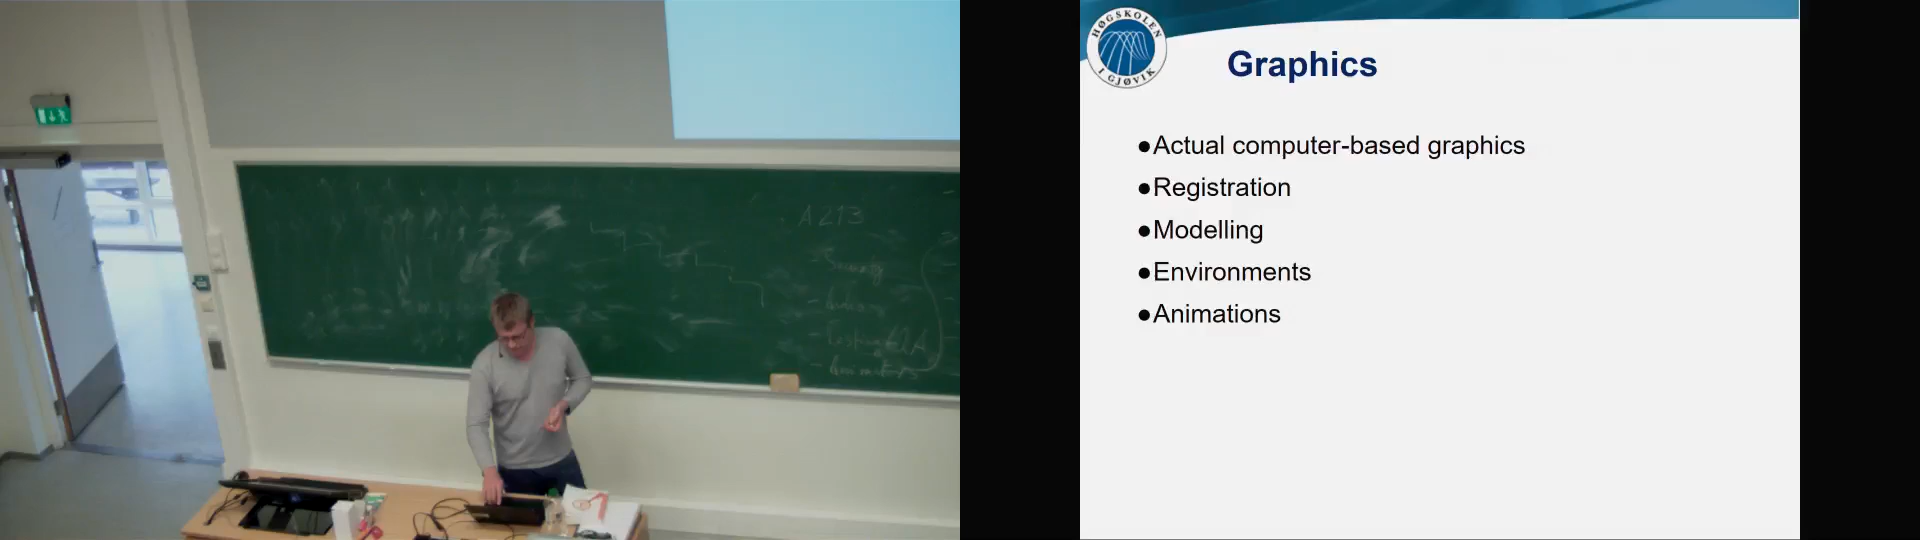 A213
HØGSKOLEN
I GJØVIK
Graphics
●Actual computer-based graphics
●Registration
●Modelling
●Environments
●Animations